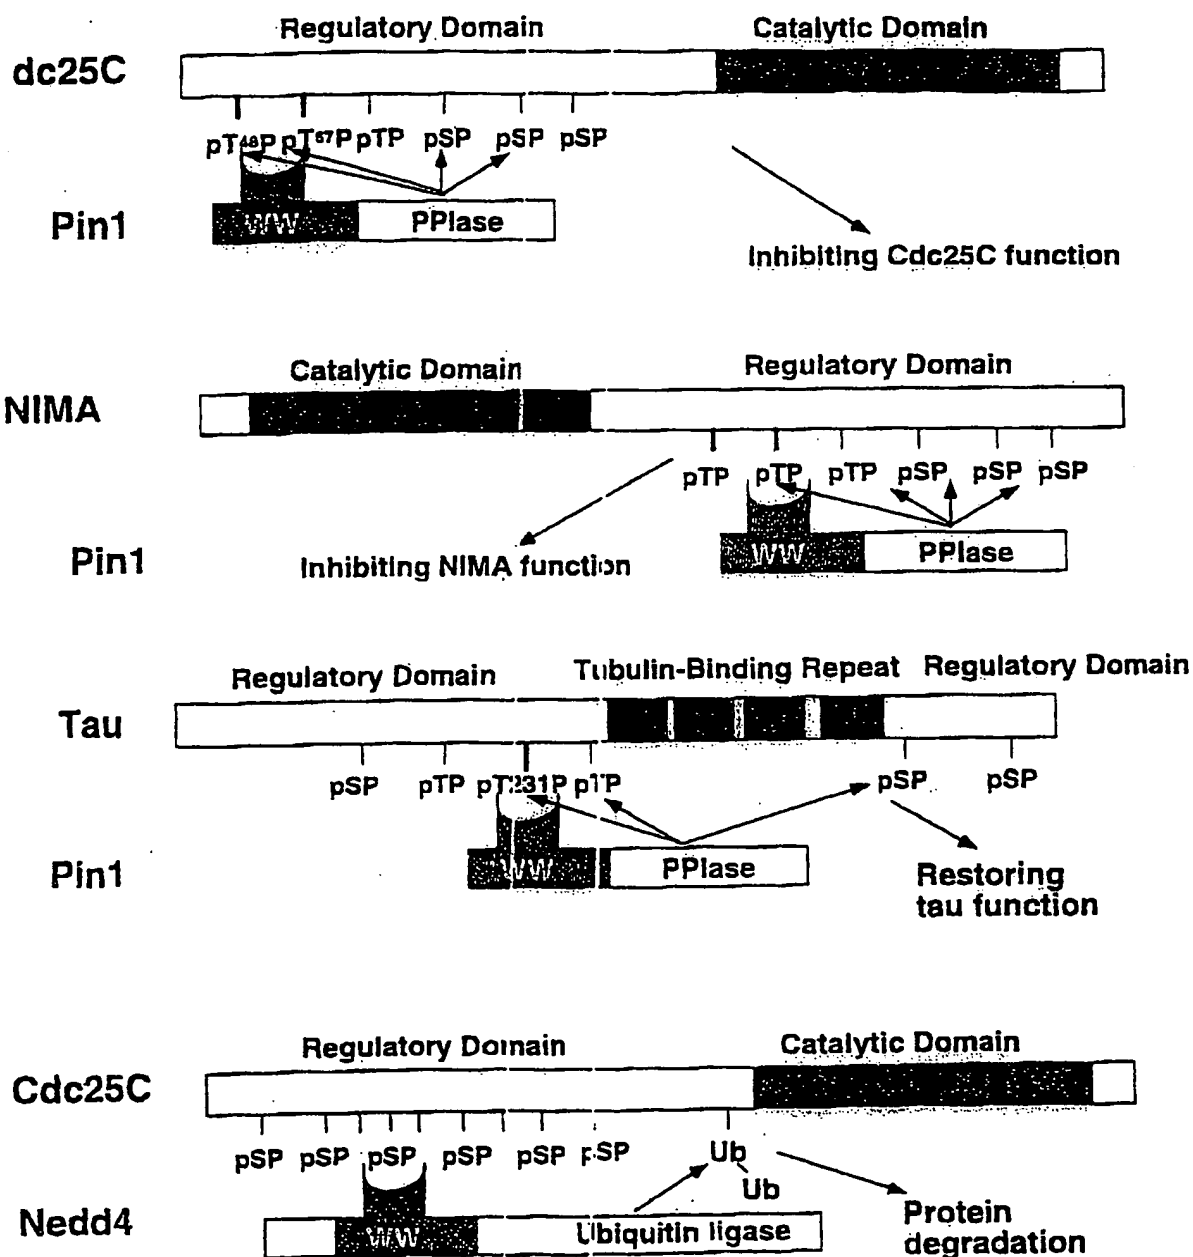 Regulatory Domain Catalytic Domain
dc25C
pT48P pT67P pTP pSP pSP pSP
Pin1 WW PPIase
Inhibiting Cdc25C function
Catalytic Domain Regulatory Domain
NIMA
pTP pTP pTP pSP pSP pSP
Pin1 WW PPIase
Inhibiting NIMA function
Regulatory Domain Tubulin-Binding Repeat Regulatory Domain
Tau
pSP pTP pT231P pTP pSP pSP
Pin1 WW PPIase
Restoring
tau function
Regulatory Domain Catalytic Domain
Cdc25C
pSP pSP pSP pSP pSP pSP Ub
Ub
Nedd4 WW Ubiquitin ligase
Protein
degradation